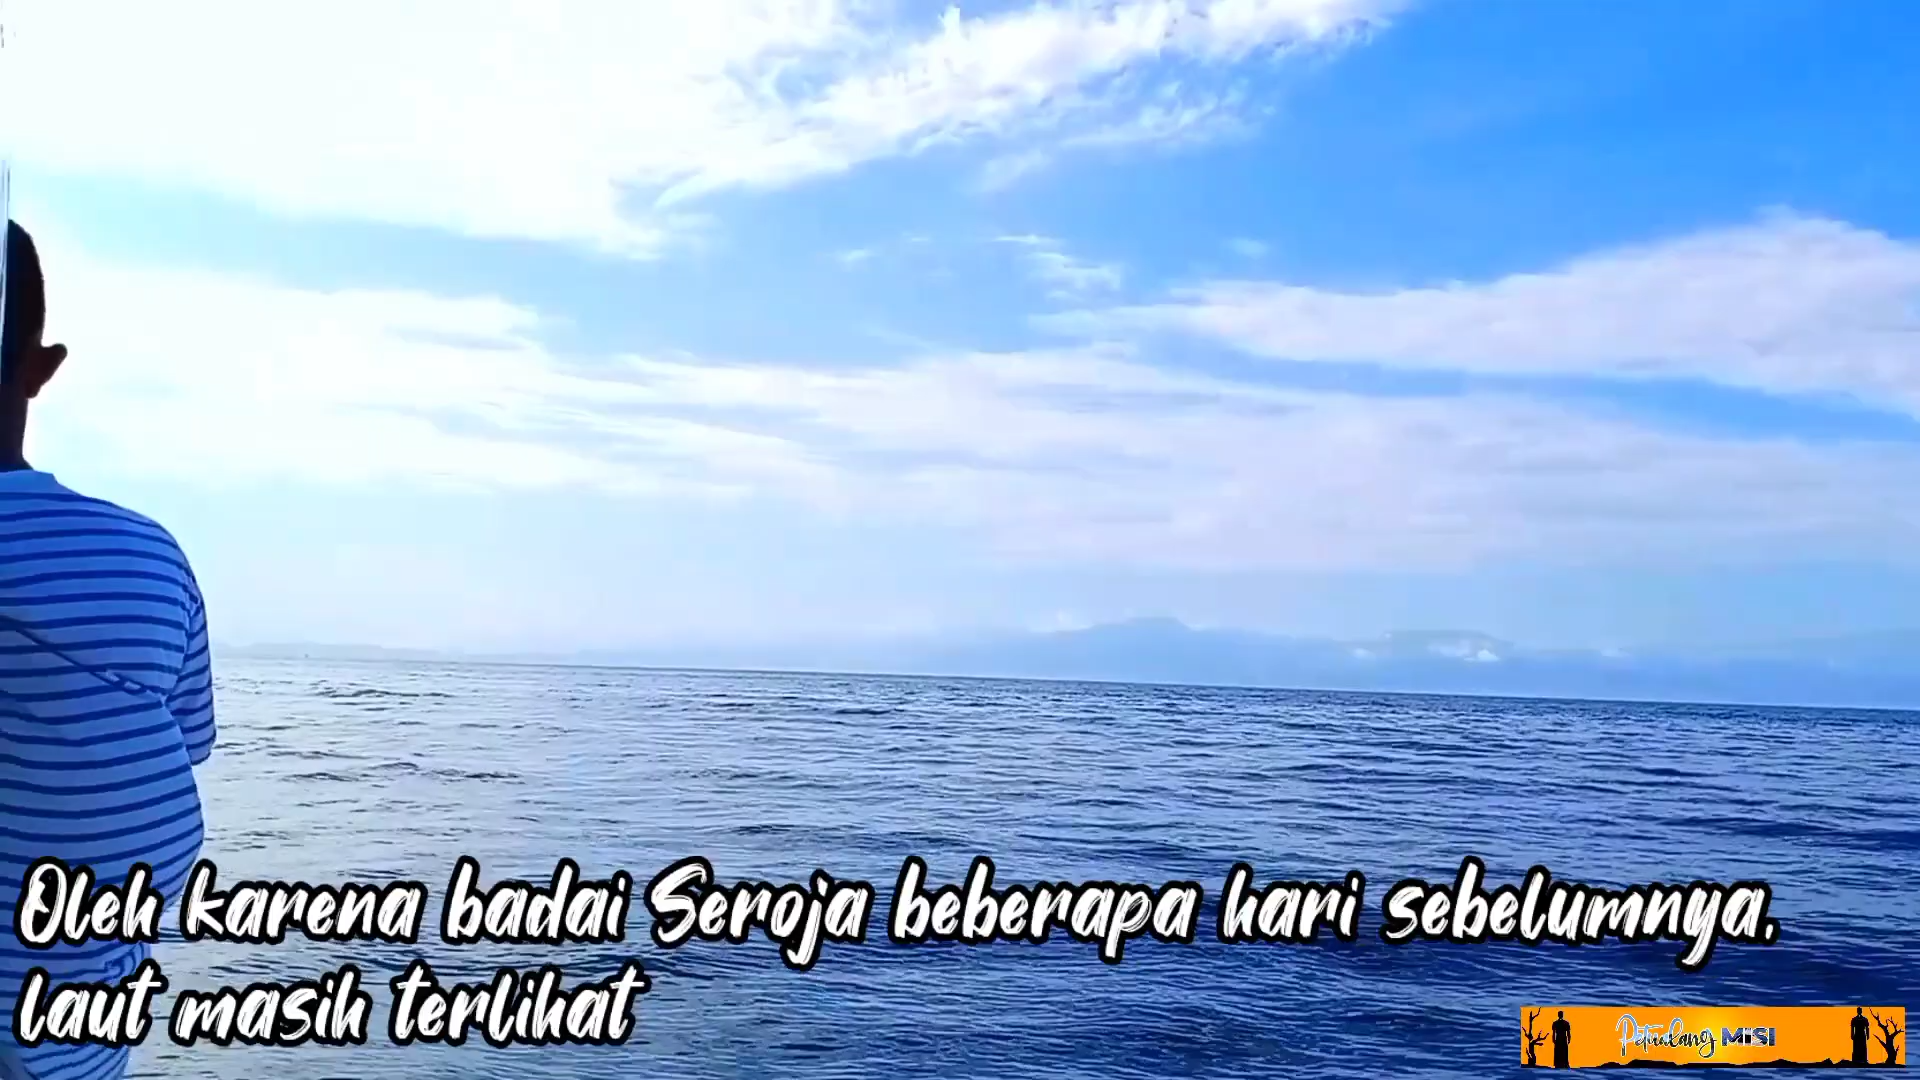 Oleh karena badai Seroja beberapa hari sebelumnya,
laut masih terlihat
Petualang MISI